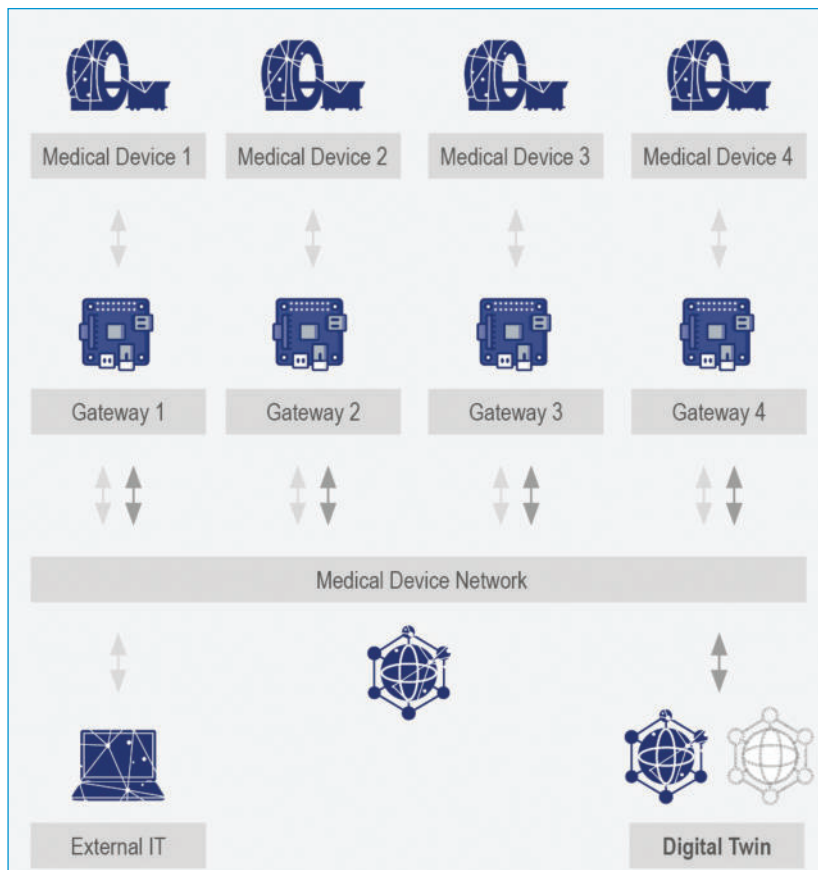 Medical Device 1
Medical Device 2
Medical Device 3
Medical Device 4
Gateway 1
Gateway 2
Gateway 3
Gateway 4
Medical Device Network
External IT
Digital Twin